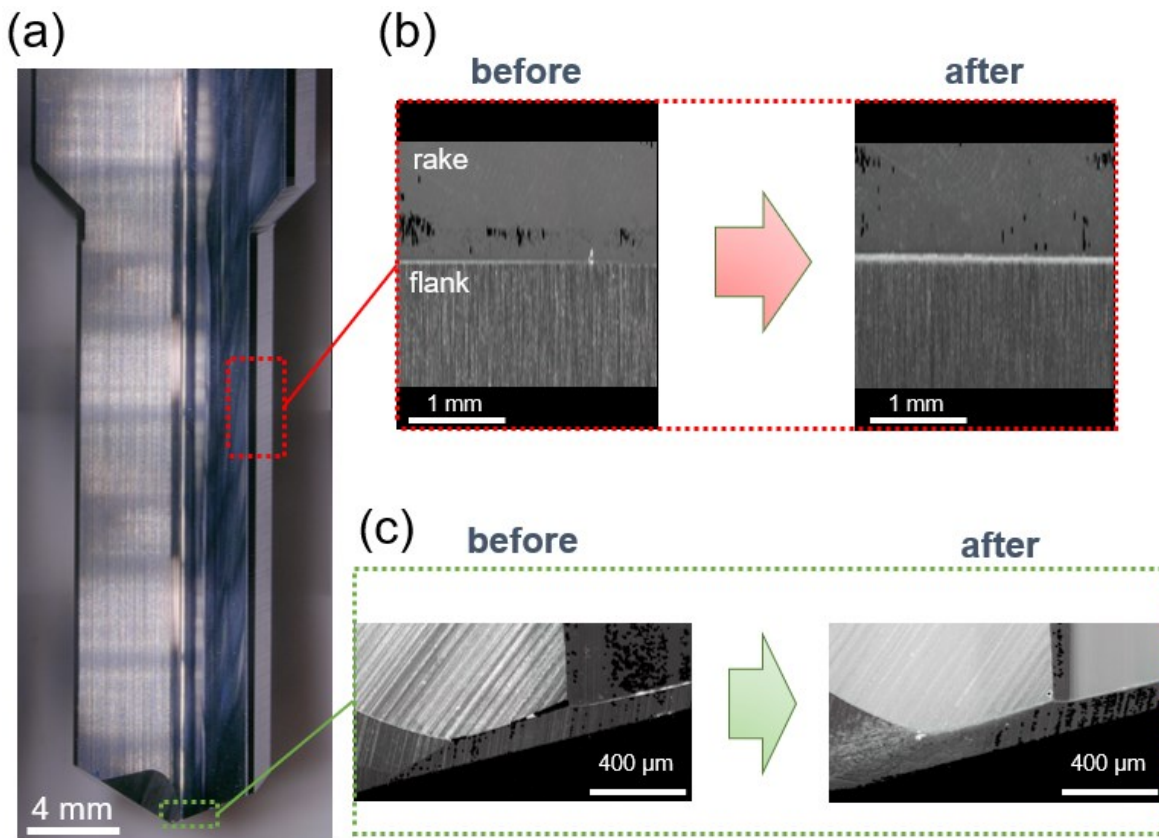 (a)
(b)
before
after
rake
flank
1 mm
1 mm
(c)
before
after
400 µm
400 µm
4 mm